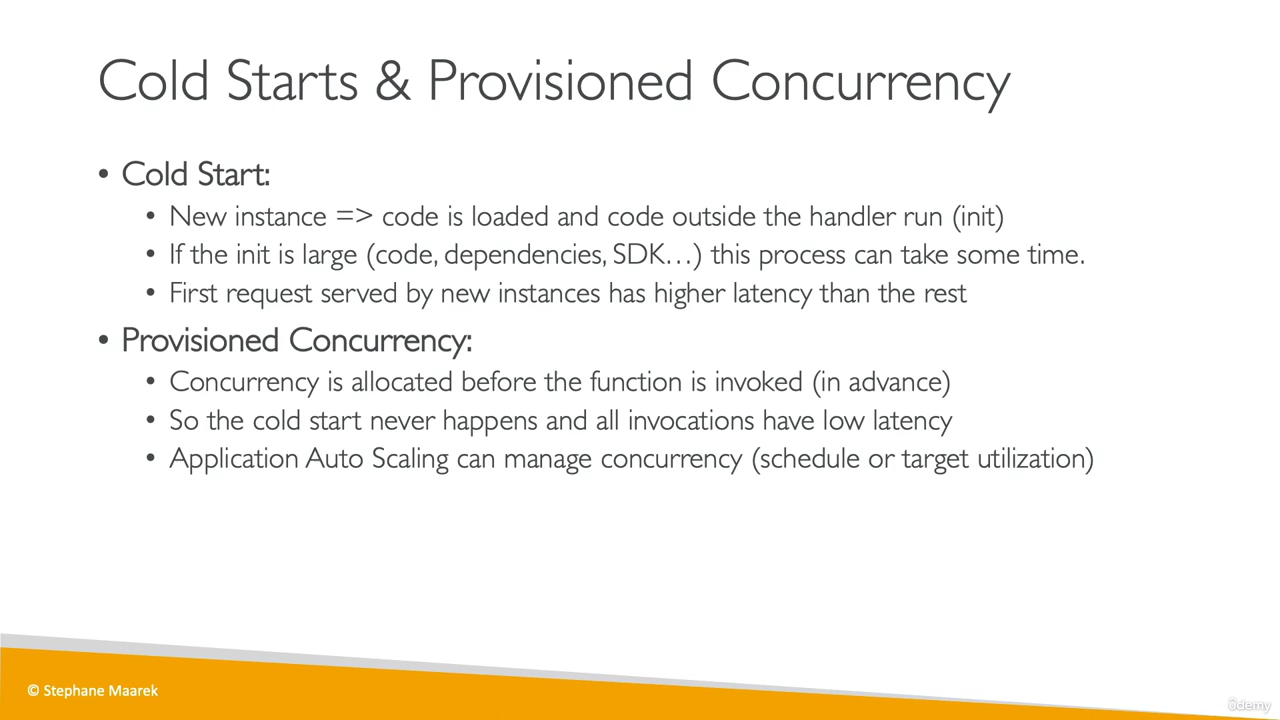 Cold Starts & Provisioned Concurrency
• Cold Start:
• New instance => code is loaded and code outside the handler run (init)
• If the init is large (code, dependencies, SDK…) this process can take some time.
• First request served by new instances has higher latency than the rest
• Provisioned Concurrency:
• Concurrency is allocated before the function is invoked (in advance)
• So the cold start never happens and all invocations have low latency
• Application Auto Scaling can manage concurrency (schedule or target utilization)
© Stephane Maarek
ûdemy